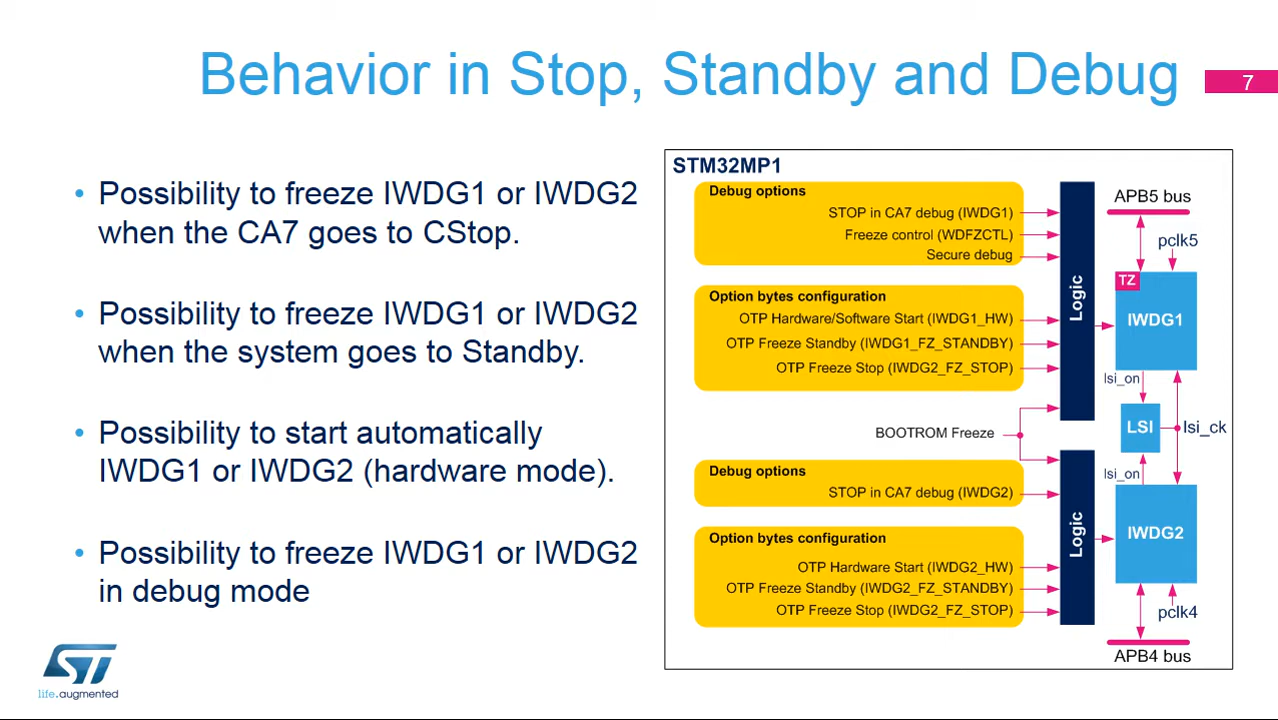 Behavior in Stop, Standby and Debug
7
• Possibility to freeze IWDG1 or IWDG2
when the CA7 goes to CStop.
• Possibility to freeze IWDG1 or IWDG2
when the system goes to Standby.
• Possibility to start automatically
IWDG1 or IWDG2 (hardware mode).
• Possibility to freeze IWDG1 or IWDG2
in debug mode
STM32MP1
Debug options
STOP in CA7 debug (IWDG1)
Freeze control (WDFZCTL)
Secure debug
Option bytes configuration
OTP Hardware/Software Start (IWDG1_HW)
OTP Freeze Standby (IWDG1_FZ_STANDBY)
OTP Freeze Stop (IWDG2_FZ_STOP)
BOOTROM Freeze
Debug options
STOP in CA7 debug (IWDG2)
Option bytes configuration
OTP Hardware Start (IWDG2_HW)
OTP Freeze Standby (IWDG2_FZ_STANDBY)
OTP Freeze Stop (IWDG2_FZ_STOP)
Logic
Logic
APB5 bus
pclk5
TZ
IWDG1
lsi_on
LSI
lsi_ck
lsi_on
IWDG2
pclk4
APB4 bus
ST
life.augmented